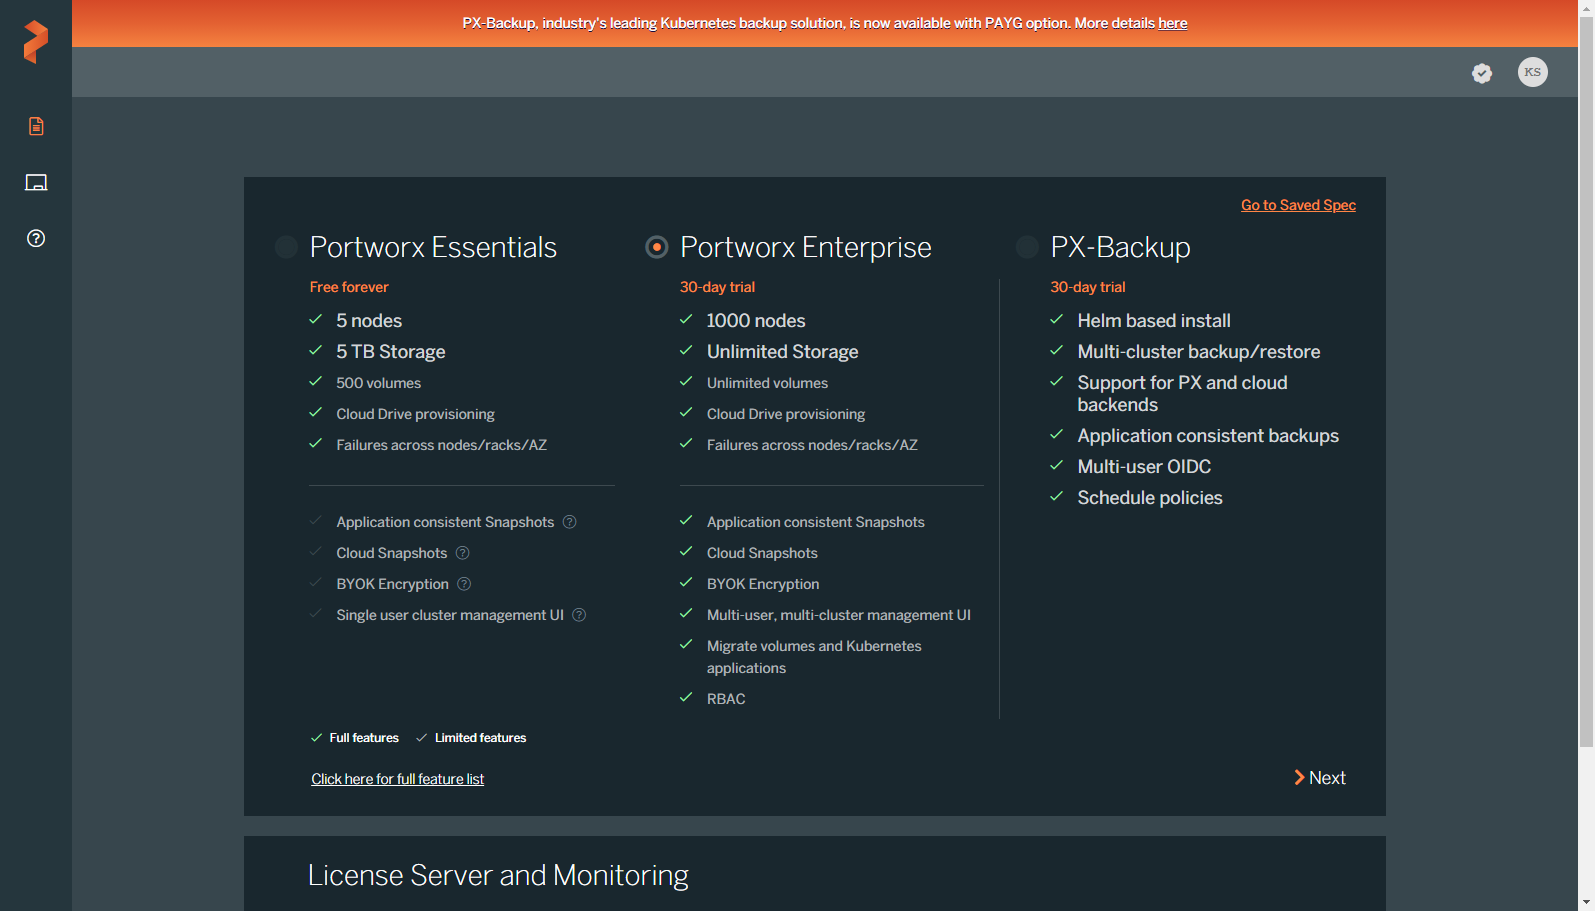 PX-Backup, industry's leading Kubernetes backup solution, is now available with PAYG option. More details here
KS
Go to Saved Spec
Portworx Essentials
Free forever
5 nodes
5 TB Storage
500 volumes
Cloud Drive provisioning
Failures across nodes/racks/AZ
Application consistent Snapshots ?
Cloud Snapshots ?
BYOK Encryption ?
Single user cluster management UI ?
Portworx Enterprise
30-day trial
1000 nodes
Unlimited Storage
Unlimited volumes
Cloud Drive provisioning
Failures across nodes/racks/AZ
Application consistent Snapshots
Cloud Snapshots
BYOK Encryption
Multi-user, multi-cluster management UI
Migrate volumes and Kubernetes
applications
RBAC
PX-Backup
30-day trial
Helm based install
Multi-cluster backup/restore
Support for PX and cloud
backends
Application consistent backups
Multi-user OIDC
Schedule policies
Full features Limited features
Click here for full feature list
Next
License Server and Monitoring